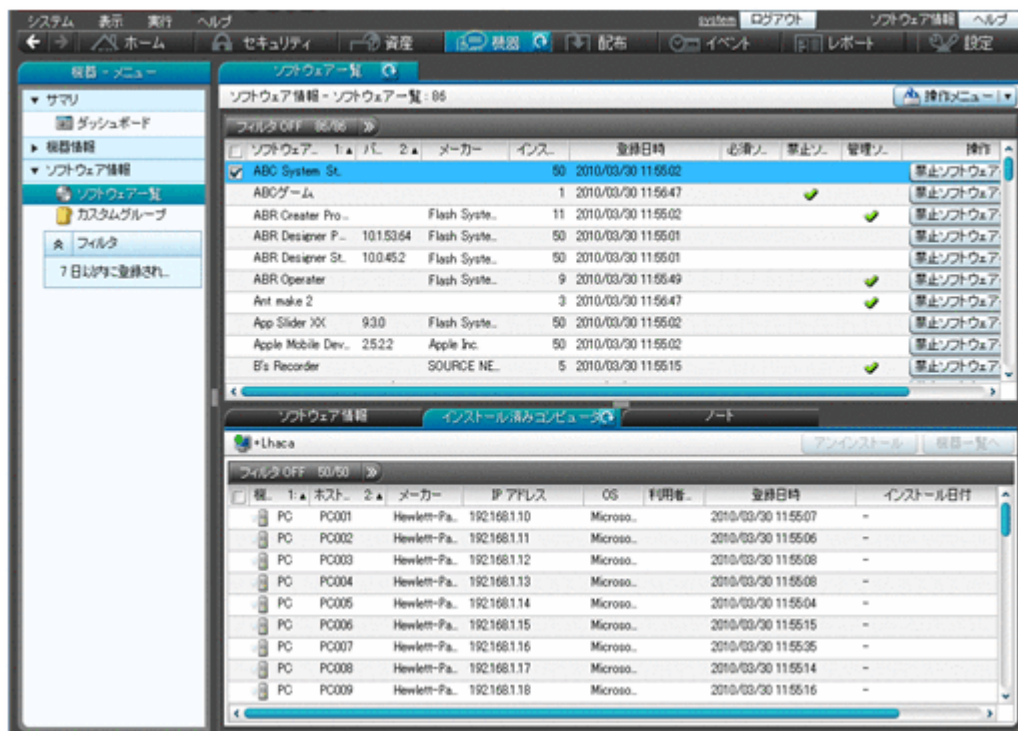 システム 表示 実行 ヘルプ system ログアウト ソフトウェア情報 ヘルプ
ホーム セキュリティ 資産 機器 配布 イベント レポート 設定
機器 - メニュー
ソフトウェア一覧
▼ サマリ
ダッシュボード
▶ 機器情報
▼ ソフトウェア情報
ソフトウェア一覧
カスタムグループ
フィルタ
7日以内に登録され...
ソフトウェア情報 - ソフトウェア一覧 : 86 操作メニュー
フィルタ OFF 86/86
ソフトウェア... 1:▲ バ... 2▲ メーカー インス... 登録日時 必須ソ... 禁止ソ... 管理ソ... 操作
ABC System St. 50 2010/03/30 11:55:02 禁止ソフトウェア
ABCゲーム 1 2010/03/30 11:56:47 禁止ソフトウェア
ABR Creater Pro... Flash Syste... 11 2010/03/30 11:55:02 禁止ソフトウェア
ABR Designer P... 10.1.53.64 Flash Syste... 50 2010/03/30 11:55:01 禁止ソフトウェア
ABR Designer St. 10.0.45.2 Flash Syste... 50 2010/03/30 11:55:01 禁止ソフトウェア
ABR Operater Flash Syste... 9 2010/03/30 11:55:49 禁止ソフトウェア
Ant make 2 3 2010/03/30 11:56:47 禁止ソフトウェア
App Slider XX 9.3.0 Flash Syste... 50 2010/03/30 11:55:02 禁止ソフトウェア
Apple Mobile Dev... 2.5.2.2 Apple Inc. 50 2010/03/30 11:55:02 禁止ソフトウェア
B's Recorder SOURCE NE... 5 2010/03/30 11:55:15 禁止ソフトウェア
ソフトウェア情報 インストール済みコンピュータ ノート
+Lhaca アンインストール 機器一覧へ
フィルタ OFF 50/50
機... 1:▲ ホスト... 2▲ メーカー IP アドレス OS 利用者... 登録日時 インストール日付
PC PC001 Hewlett-Pa... 192.168.1.10 Microso... 2010/03/30 11:55:07 -
PC PC002 Hewlett-Pa... 192.168.1.11 Microso... 2010/03/30 11:55:06 -
PC PC003 Hewlett-Pa... 192.168.1.12 Microso... 2010/03/30 11:55:08 -
PC PC004 Hewlett-Pa... 192.168.1.13 Microso... 2010/03/30 11:55:08 -
PC PC005 Hewlett-Pa... 192.168.1.14 Microso... 2010/03/30 11:55:04 -
PC PC006 Hewlett-Pa... 192.168.1.15 Microso... 2010/03/30 11:55:15 -
PC PC007 Hewlett-Pa... 192.168.1.16 Microso... 2010/03/30 11:55:35 -
PC PC008 Hewlett-Pa... 192.168.1.17 Microso... 2010/03/30 11:55:14 -
PC PC009 Hewlett-Pa... 192.168.1.18 Microso... 2010/03/30 11:55:16 -